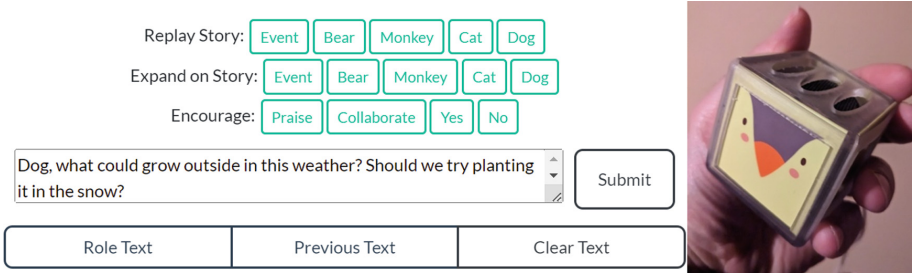 Replay Story: Event Bear Monkey Cat Dog
Expand on Story: Event Bear Monkey Cat Dog
Encourage: Praise Collaborate Yes No
Dog, what could grow outside in this weather? Should we try planting
it in the snow?
Submit
Role Text Previous Text Clear Text